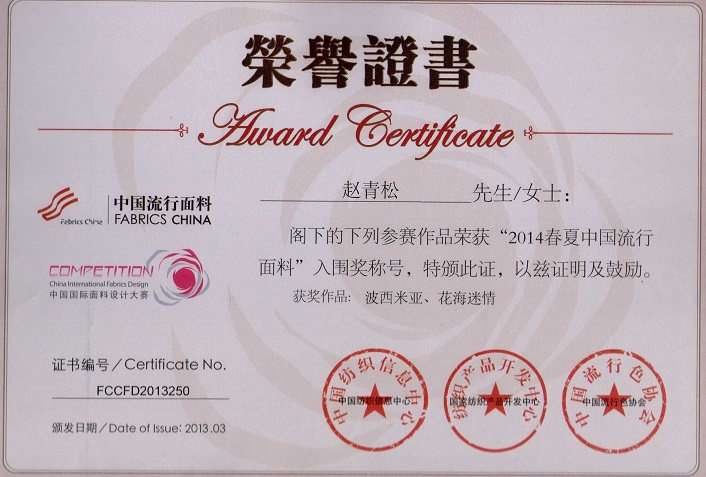 榮譽證書
Award Certificate
Fabrics China
中国流行面料
FABRICS CHINA
赵青松 先生/女士：
COMPETITION
China International Fabrics Design
中国国际面料设计大赛
阁下的下列参赛作品荣获“2014春夏中国流行
面料”入围奖称号，特颁此证，以兹证明及鼓励。
获奖作品: 波西米亚、花海迷情
证书编号/Certificate No.
FCCFD2013250
颁发日期/Date of Issue: 2013.03
中国纺织信息中心
中国纺织信息中心
纺织产品开发中心
国家纺织产品开发中心
中国流行色协会
中国流行色协会